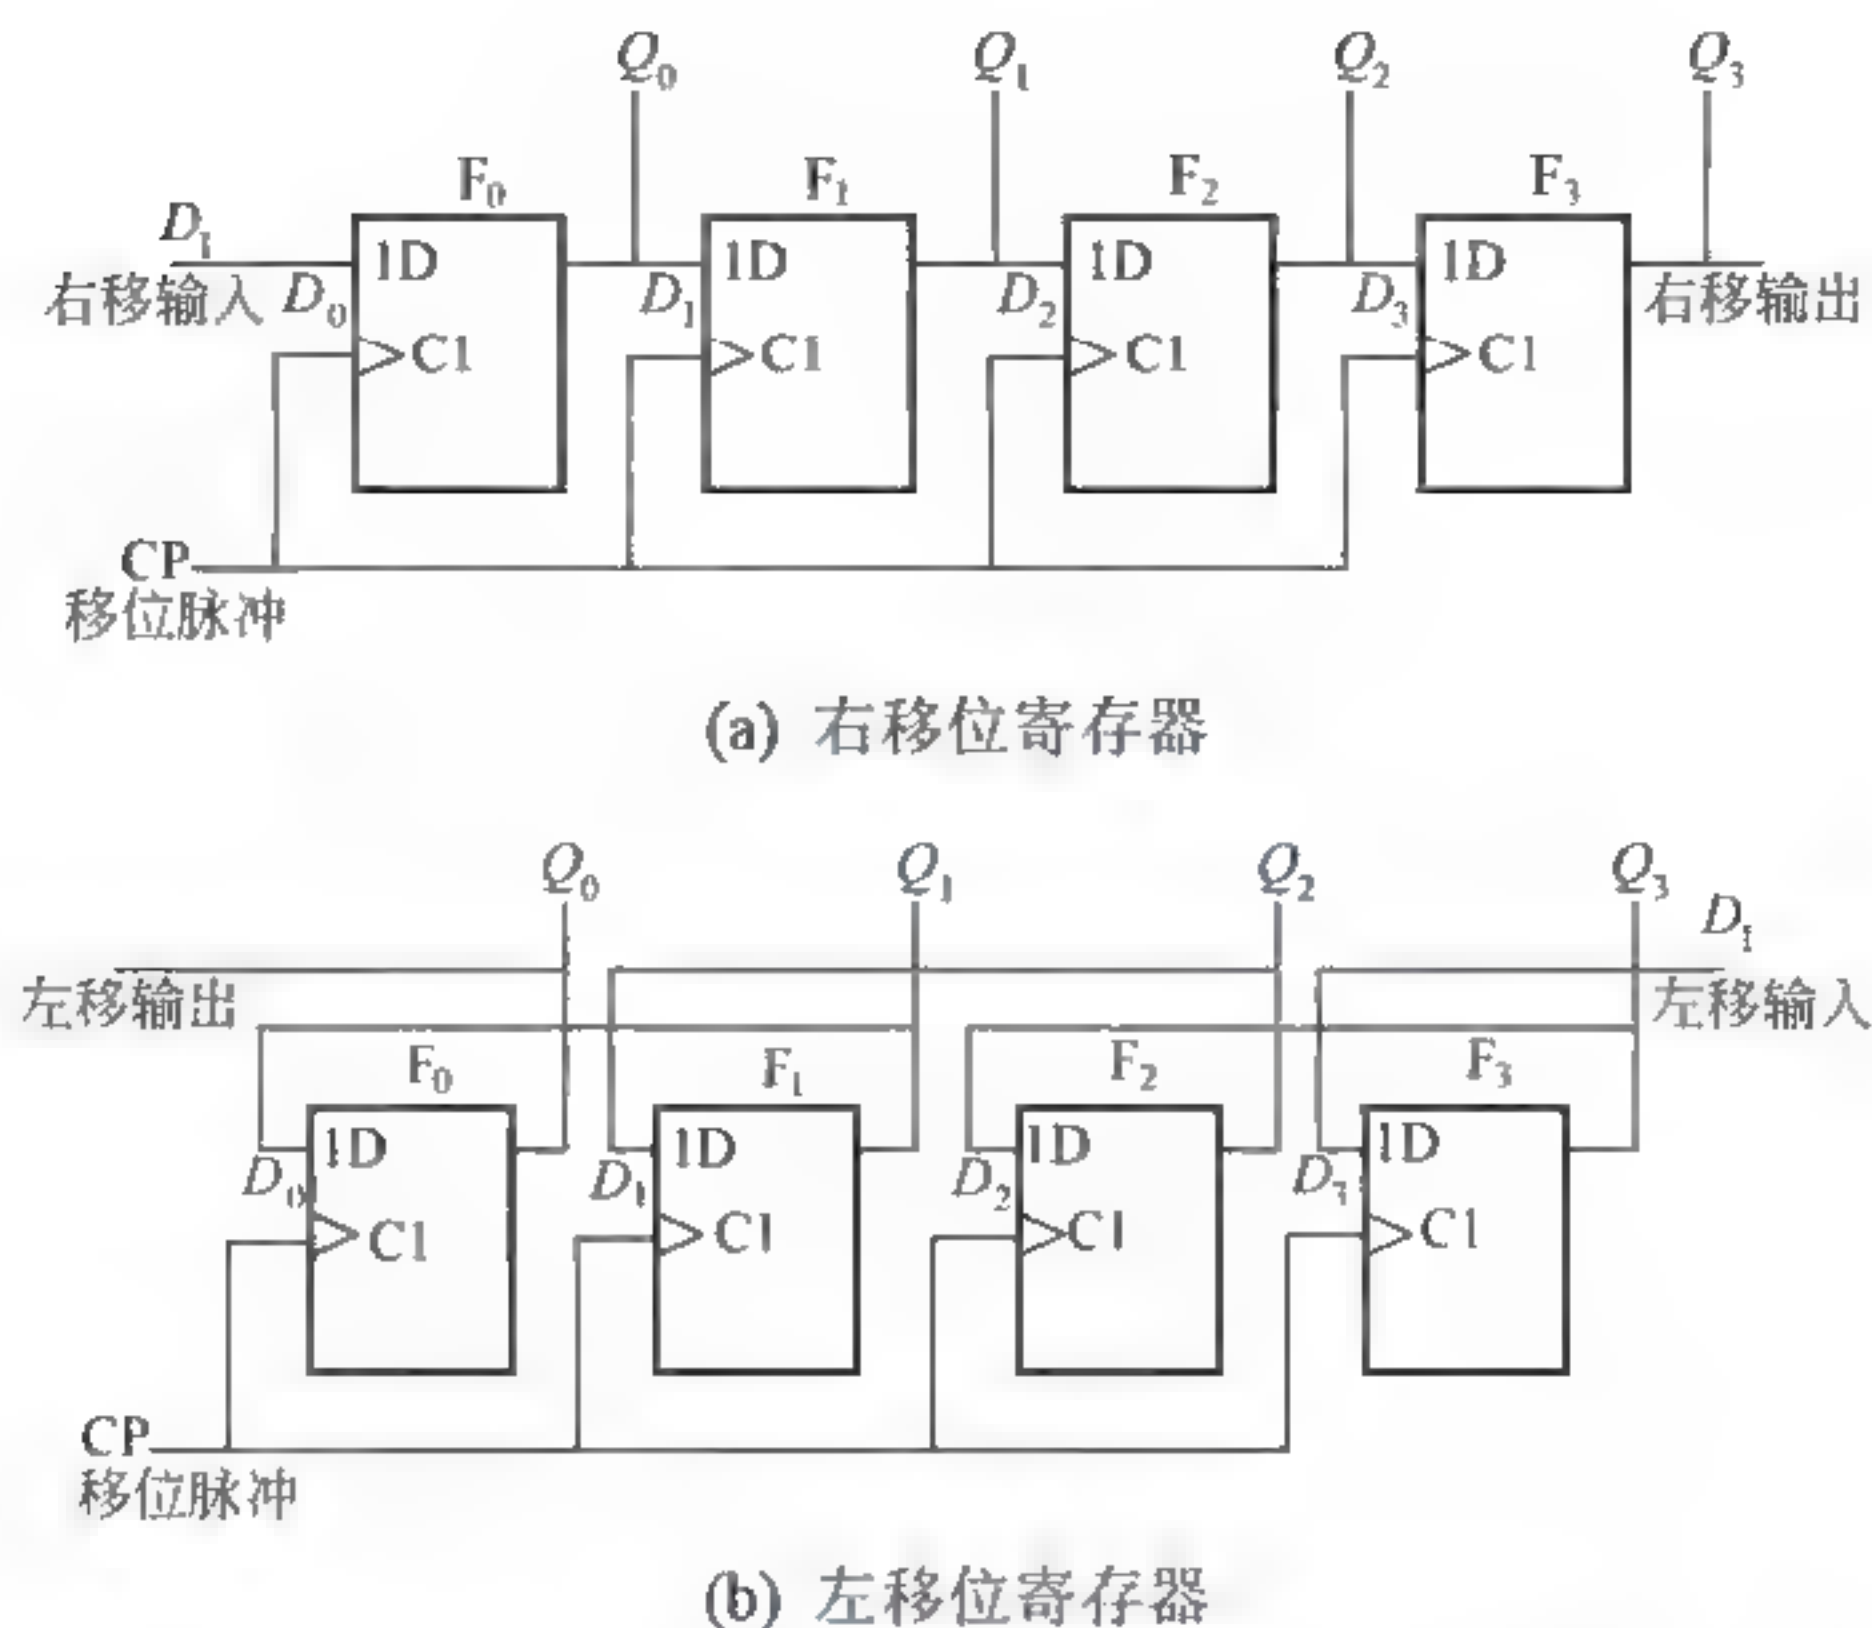 Q₀ Q₁ Q₂ Q₃
F₀ F₁ F₂ F₃
D_I
1D 1D 1D 1D
右移输入 D₀ D₁ D₂ D₃ 右移输出
C1 C1 C1 C1
CP
移位脉冲
(a) 右移位寄存器
Q₀ Q₁ Q₂ Q₃
D_I
左移输出 左移输入
F₀ F₁ F₂ F₃
1D 1D 1D 1D
D₀ D₁ D₂ D₃
C1 C1 C1 C1
CP
移位脉冲
(b) 左移位寄存器